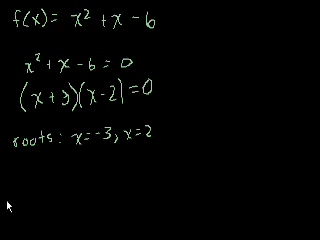 f(x) = x² + x - 6
x² + x - 6 = 0
(x + 3)(x - 2) = 0
roots: x = -3, x = 2